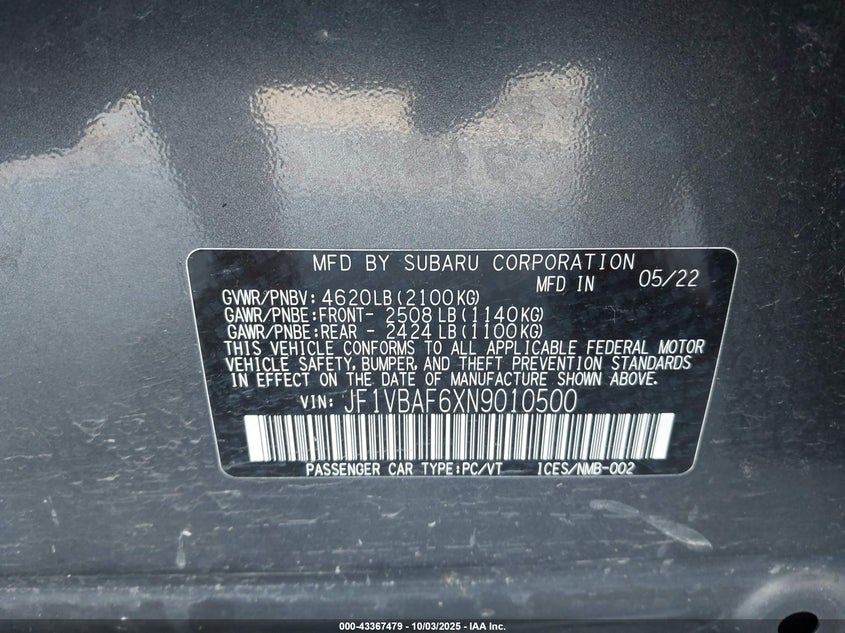 MFD BY SUBARU CORPORATION
MFD IN 05/22
GVWR/PNBV: 4620LB(2100KG)
GAWR/PNBE:FRONT- 2508 LB(1140KG)
GAWR/PNBE:REAR - 2424 LB(1100KG)
THIS VEHICLE CONFORMS TO ALL APPLICABLE FEDERAL MOTOR
VEHICLE SAFETY, BUMPER, AND THEFT PREVENTION STANDARDS
IN EFFECT ON THE DATE OF MANUFACTURE SHOWN ABOVE.
VIN: JF1VBAF6XN9010500
PASSENGER CAR TYPE:PC/VT ICES/NMB-002
000-43367479 - 10/03/2025 - IAA Inc.